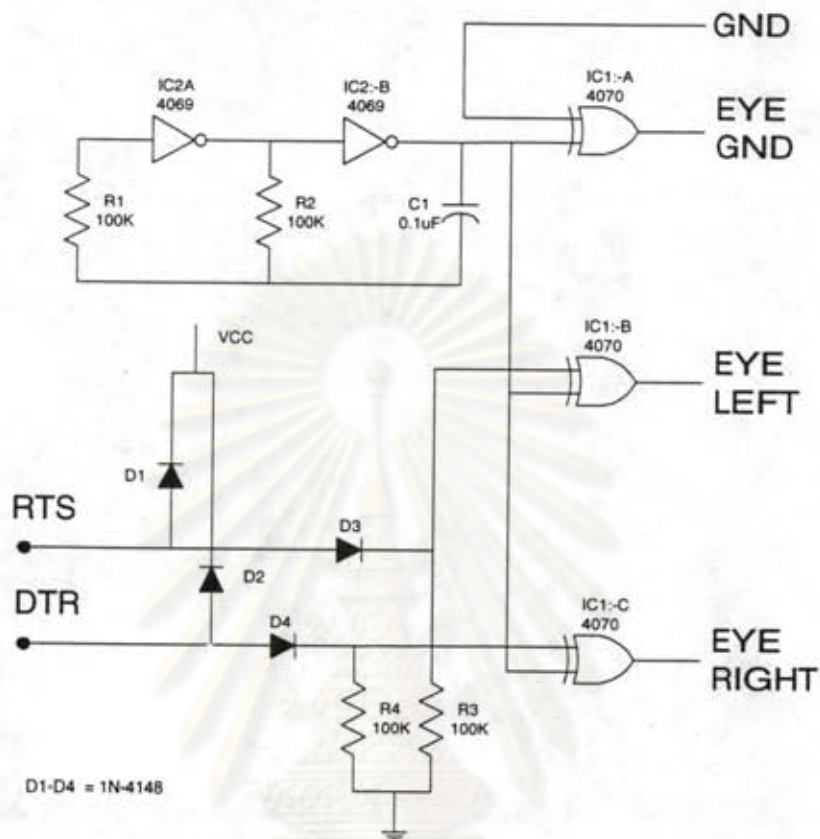 GND
IC2A
4069
IC2:-B
4069
IC1:-A
4070
EYE
GND
R1
100K
R2
100K
C1
0.1uF
VCC
IC1:-B
4070
EYE
LEFT
D1
RTS
D3
D2
DTR
D4
IC1:-C
4070
EYE
RIGHT
R4
100K
R3
100K
D1-D4 = 1N-4148